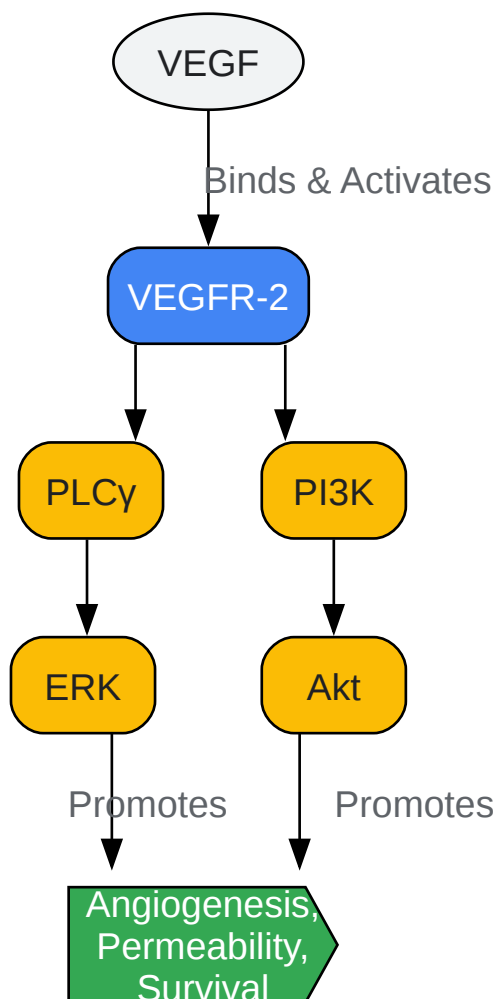 VEGF
Binds & Activates
VEGFR-2
PLCγ
PI3K
ERK
Akt
Promotes
Promotes
Angiogenesis,
Permeability,
Survival